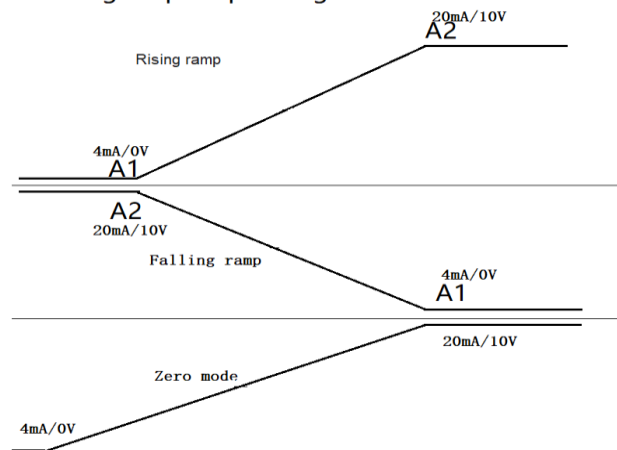 20mA/10V
A2
Rising ramp
4mA/0V
A1
A2
20mA/10V
Falling ramp
4mA/0V
A1
20mA/10V
Zero mode
4mA/0V